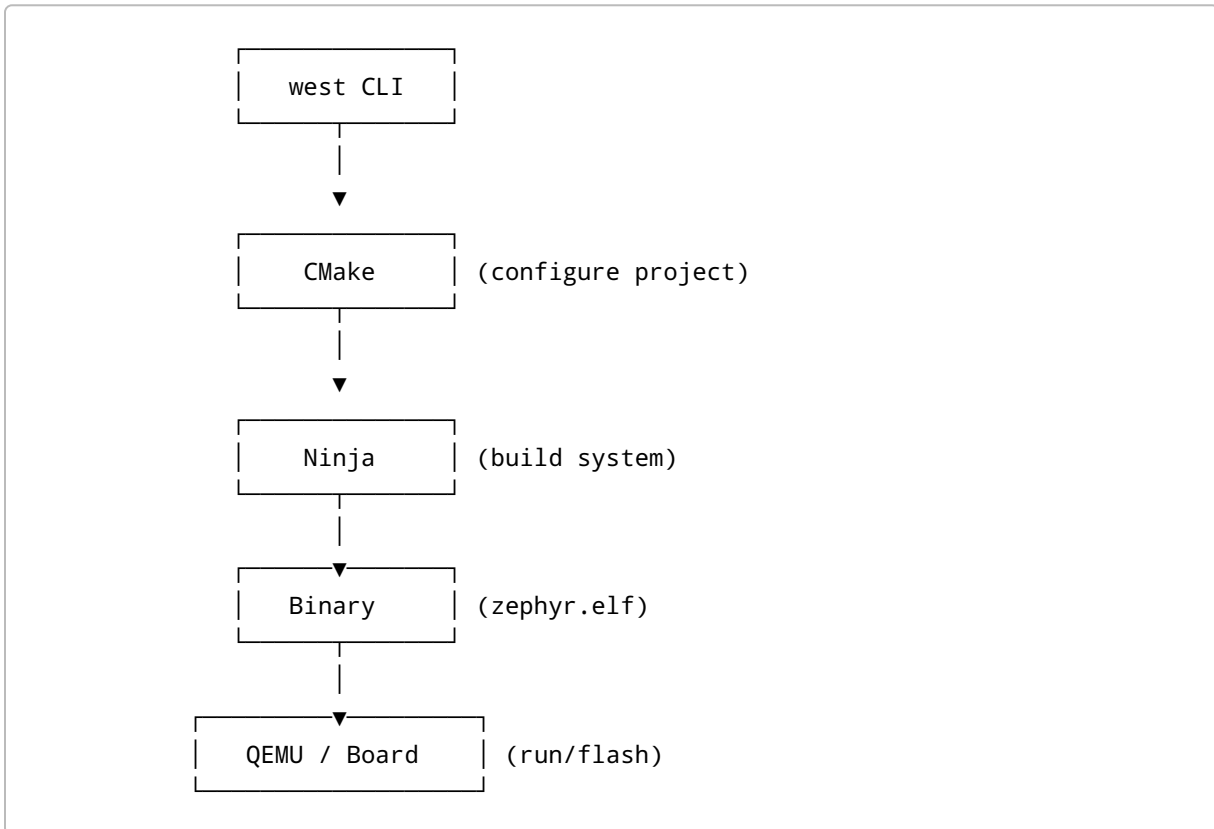 west CLI
CMake (configure project)
Ninja (build system)
Binary (zephyr.elf)
QEMU / Board (run/flash)